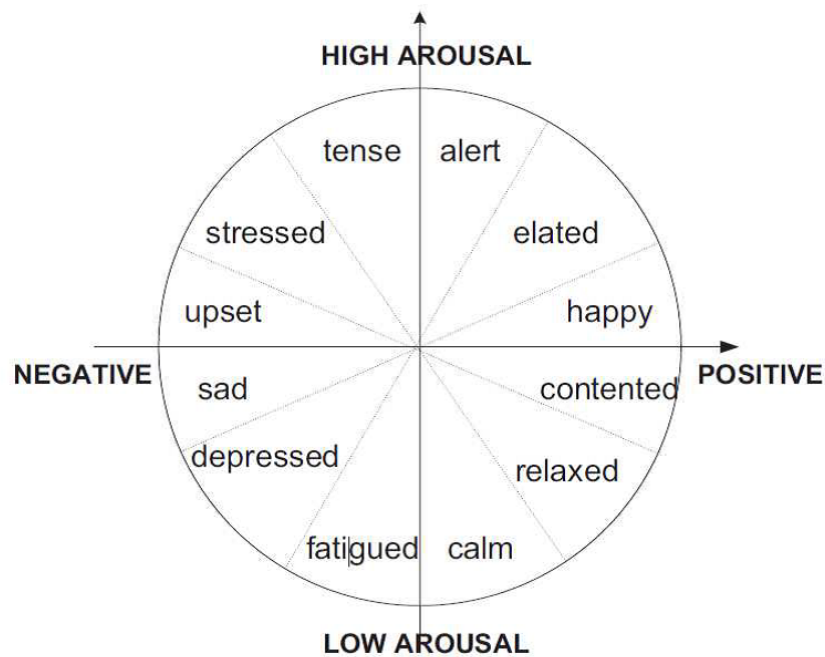 HIGH AROUSAL
tense alert
stressed elated
upset happy
NEGATIVE POSITIVE
sad contented
depressed relaxed
fatigued calm
LOW AROUSAL